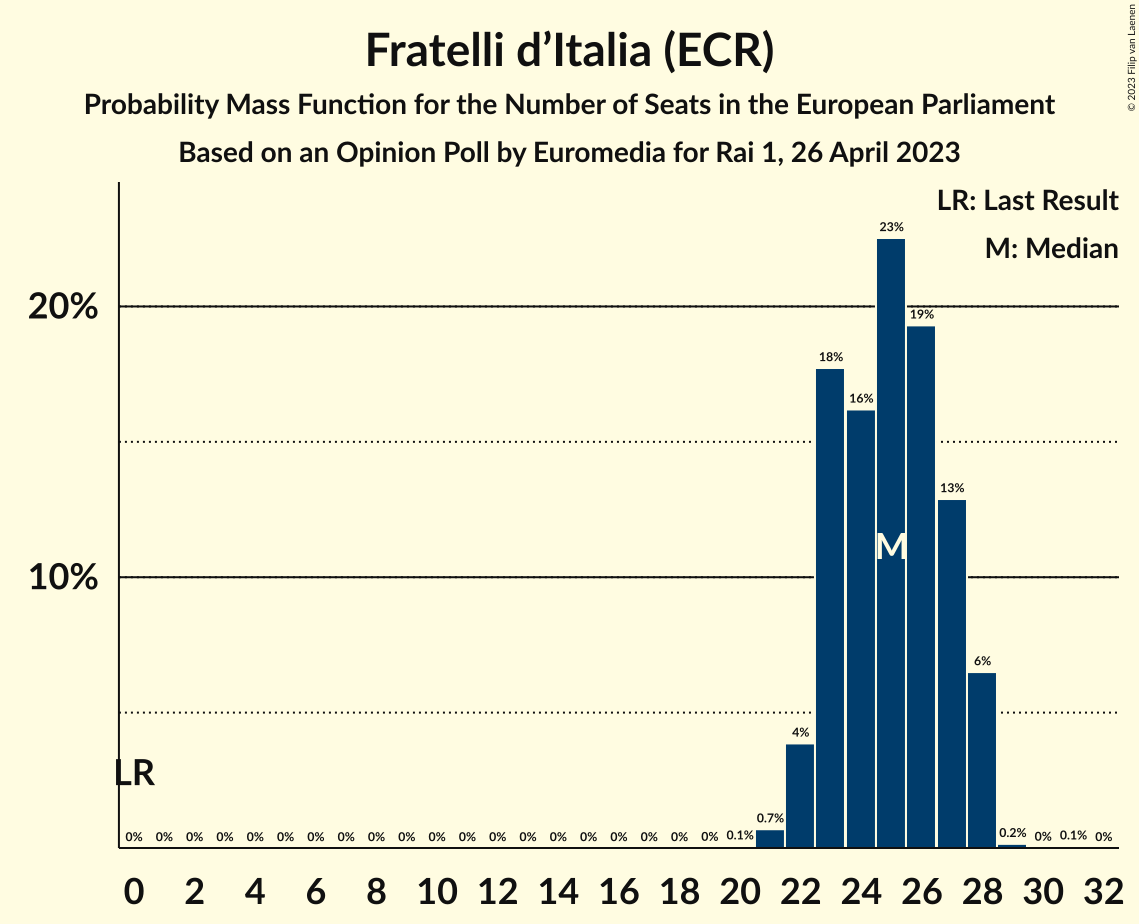 © 2023 Filip van Laenen
Fratelli d’Italia (ECR)
Probability Mass Function for the Number of Seats in the European Parliament
Based on an Opinion Poll by Euromedia for Rai 1, 26 April 2023
LR: Last Result
M: Median
20%
10%
23%
19%
18%
16%
13%
6%
4%
M
LR
0% 0% 0% 0% 0% 0% 0% 0% 0% 0% 0% 0% 0% 0% 0% 0% 0% 0% 0% 0% 0.1% 0.7% 0.2% 0% 0.1% 0%
0 2 4 6 8 10 12 14 16 18 20 22 24 26 28 30 32